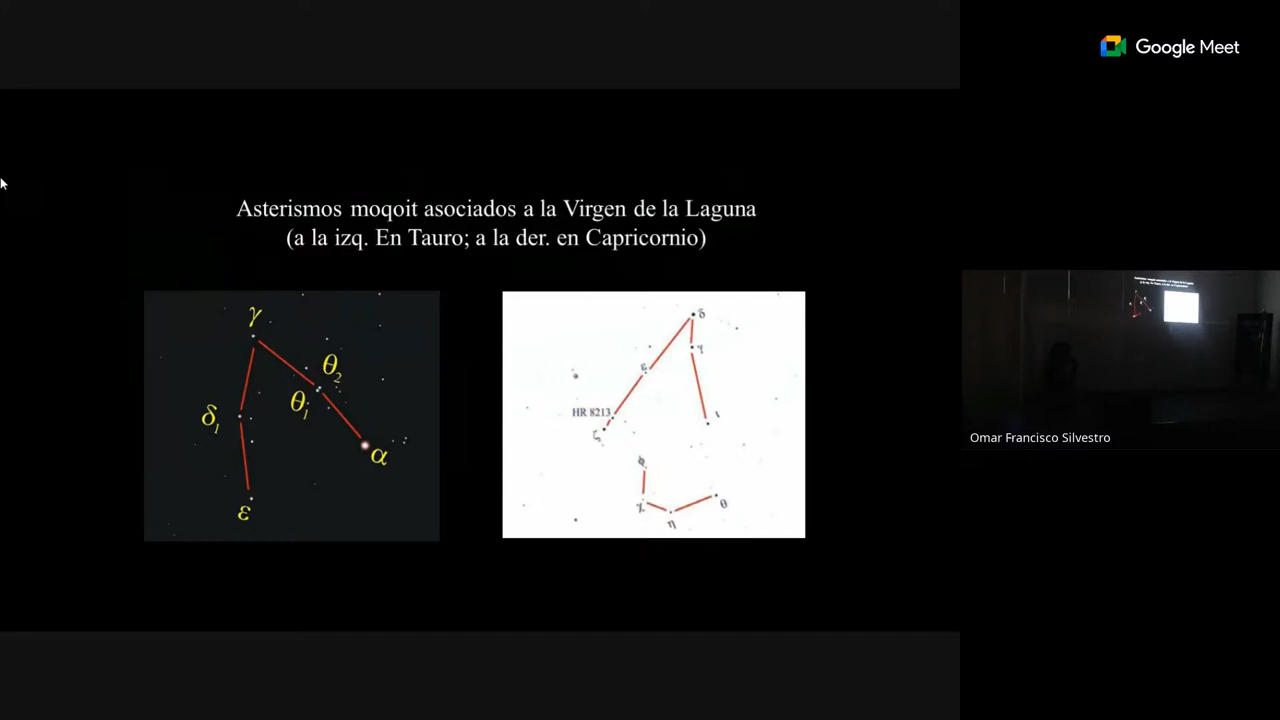 Google Meet
Asterismos moqoit asociados a la Virgen de la Laguna
(a la izq. En Tauro; a la der. en Capricornio)
γ
θ2
θ1
δ1
α
ε
δ
γ
ε
HR 8213
ι
ζ
φ
χ
θ
η
Omar Francisco Silvestro